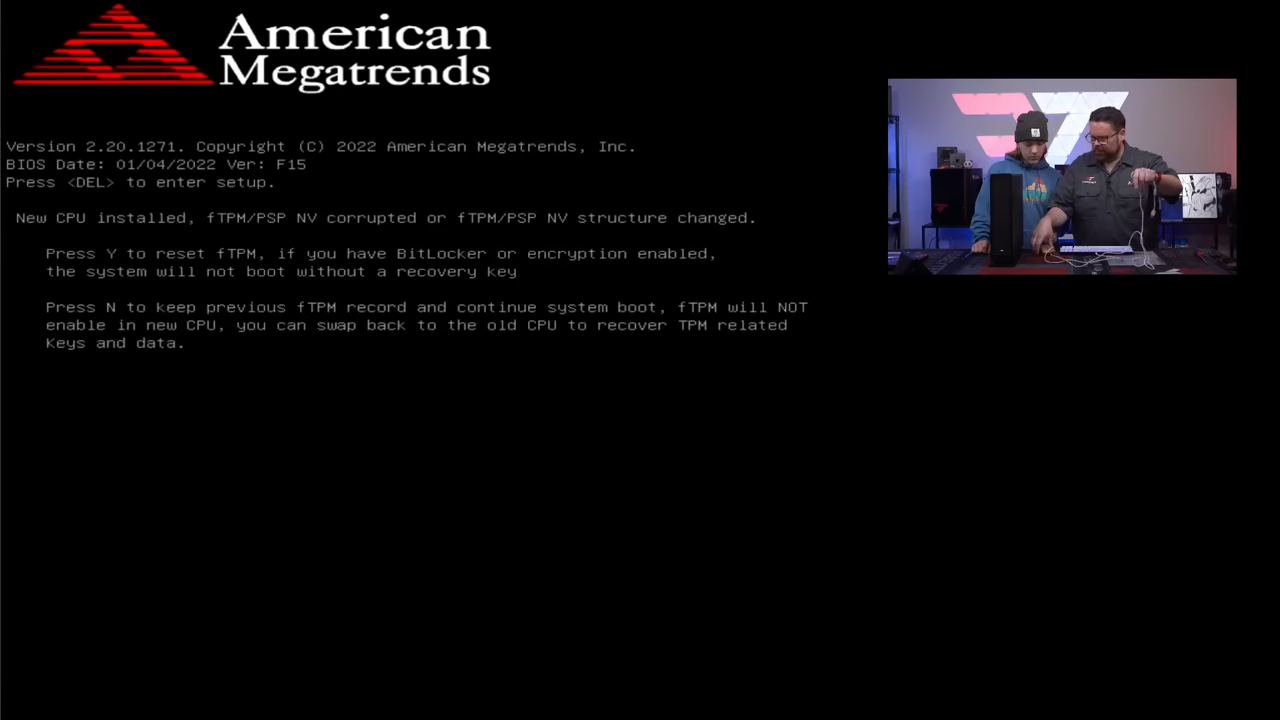 American
Megatrends
Version 2.20.1271. Copyright (C) 2022 American Megatrends, Inc.
BIOS Date: 01/04/2022 Ver: F15
Press <DEL> to enter setup.
New CPU installed, fTPM/PSP NV corrupted or fTPM/PSP NV structure changed.
Press Y to reset fTPM, if you have BitLocker or encryption enabled,
the system will not boot without a recovery key
Press N to keep previous fTPM record and continue system boot, fTPM will NOT
enable in new CPU, you can swap back to the old CPU to recover TPM related
Keys and data.